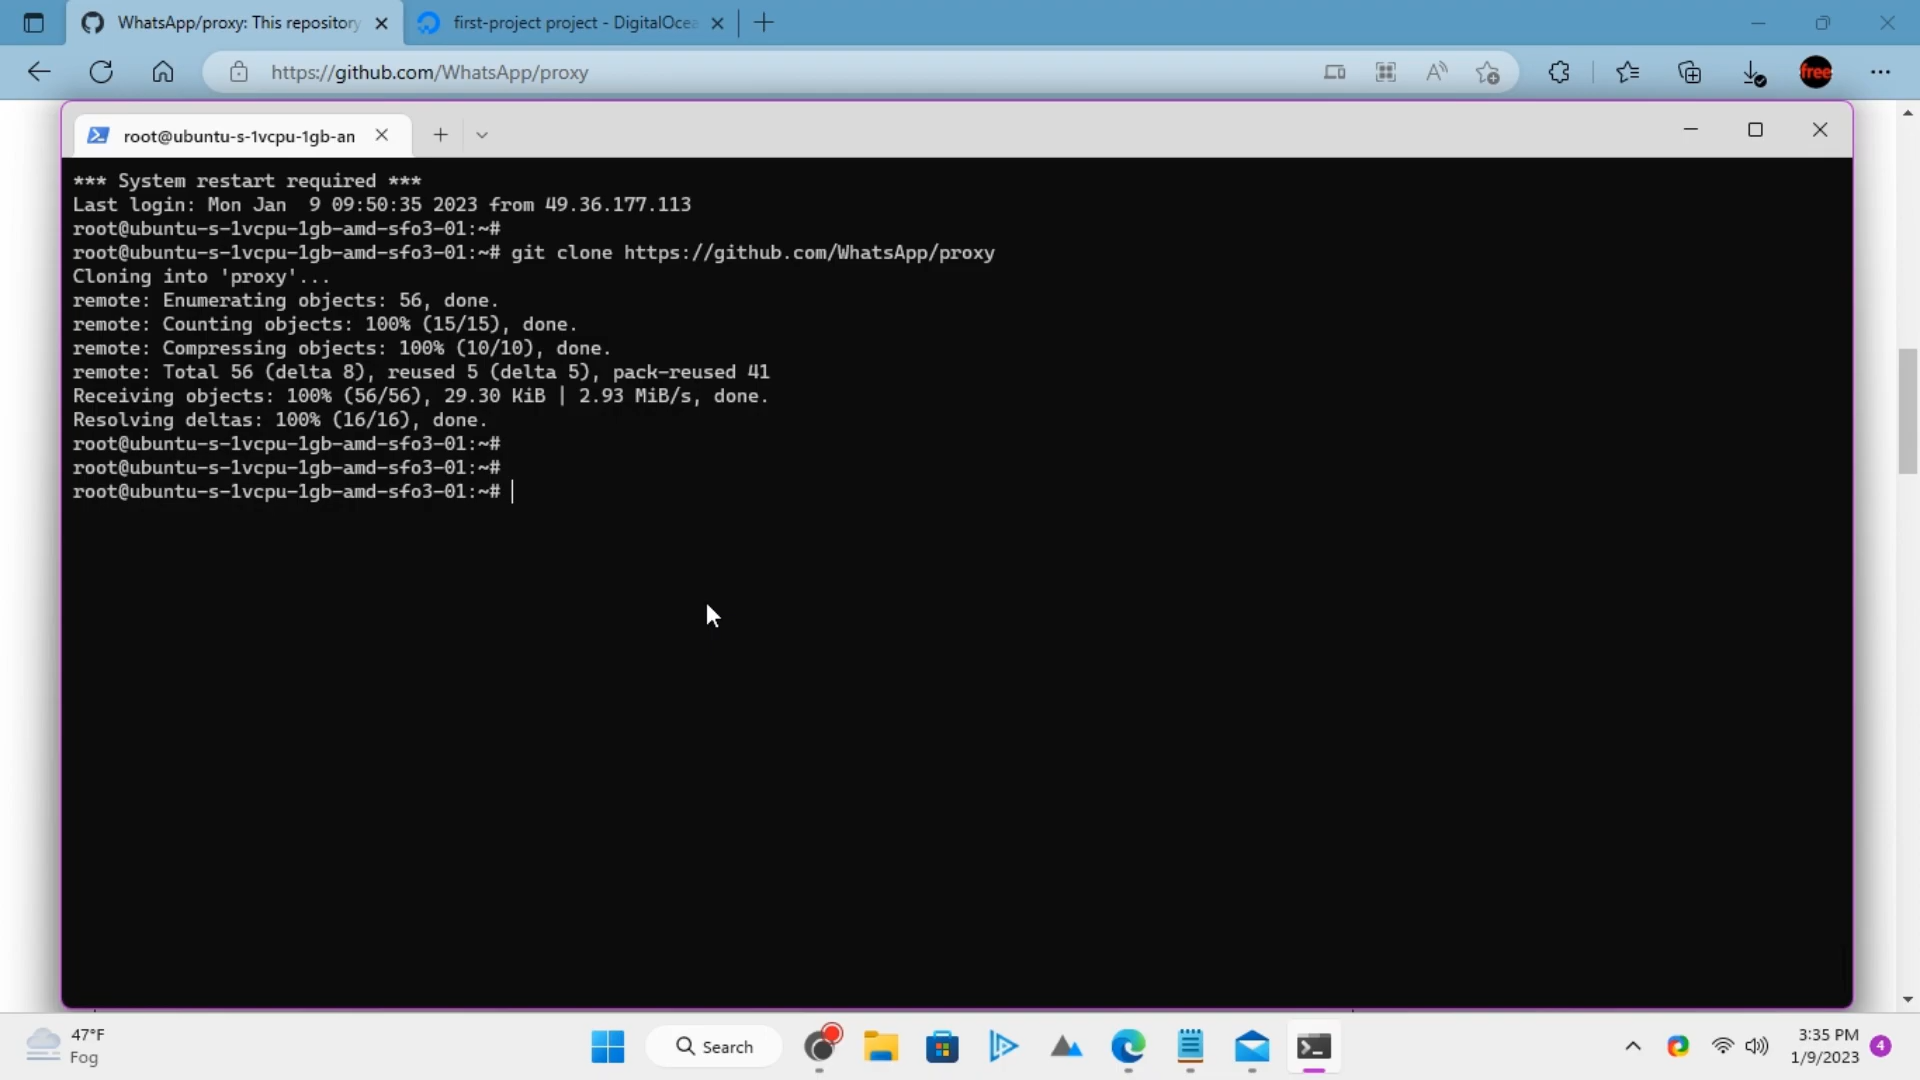 WhatsApp/proxy: This repository
first-project project - DigitalOcea
https://github.com/WhatsApp/proxy
free
root@ubuntu-s-1vcpu-1gb-an
*** System restart required ***
Last login: Mon Jan  9 09:50:35 2023 from 49.36.177.113
root@ubuntu-s-1vcpu-1gb-amd-sfo3-01:~#
root@ubuntu-s-1vcpu-1gb-amd-sfo3-01:~# git clone https://github.com/WhatsApp/proxy
Cloning into 'proxy'...
remote: Enumerating objects: 56, done.
remote: Counting objects: 100% (15/15), done.
remote: Compressing objects: 100% (10/10), done.
remote: Total 56 (delta 8), reused 5 (delta 5), pack-reused 41
Receiving objects: 100% (56/56), 29.30 KiB | 2.93 MiB/s, done.
Resolving deltas: 100% (16/16), done.
root@ubuntu-s-1vcpu-1gb-amd-sfo3-01:~#
root@ubuntu-s-1vcpu-1gb-amd-sfo3-01:~#
root@ubuntu-s-1vcpu-1gb-amd-sfo3-01:~#
47°F
Fog
Search
3:35 PM
1/9/2023
4